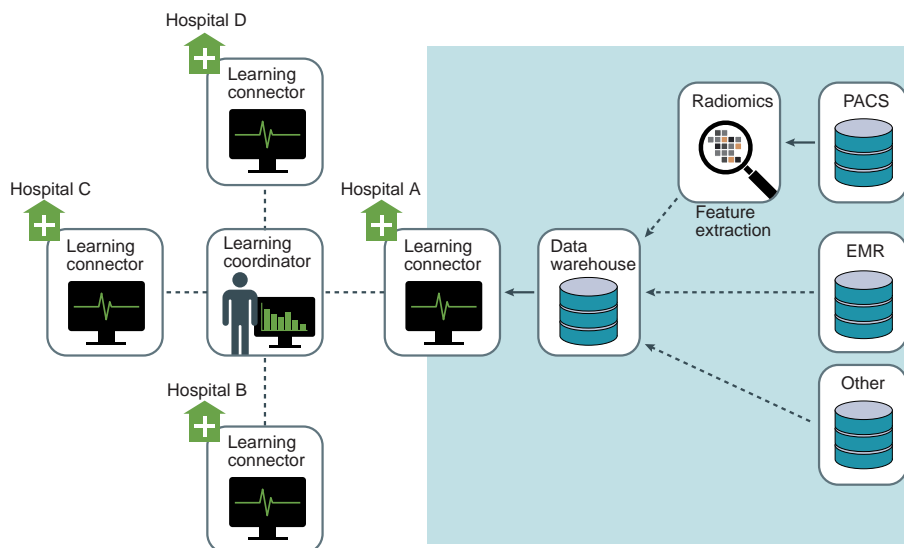 Hospital D
Learning
connector
Radiomics
PACS
Hospital C
Hospital A
Feature
extraction
Learning
connector
Learning
coordinator
Learning
connector
Data
warehouse
EMR
Hospital B
Other
Learning
connector